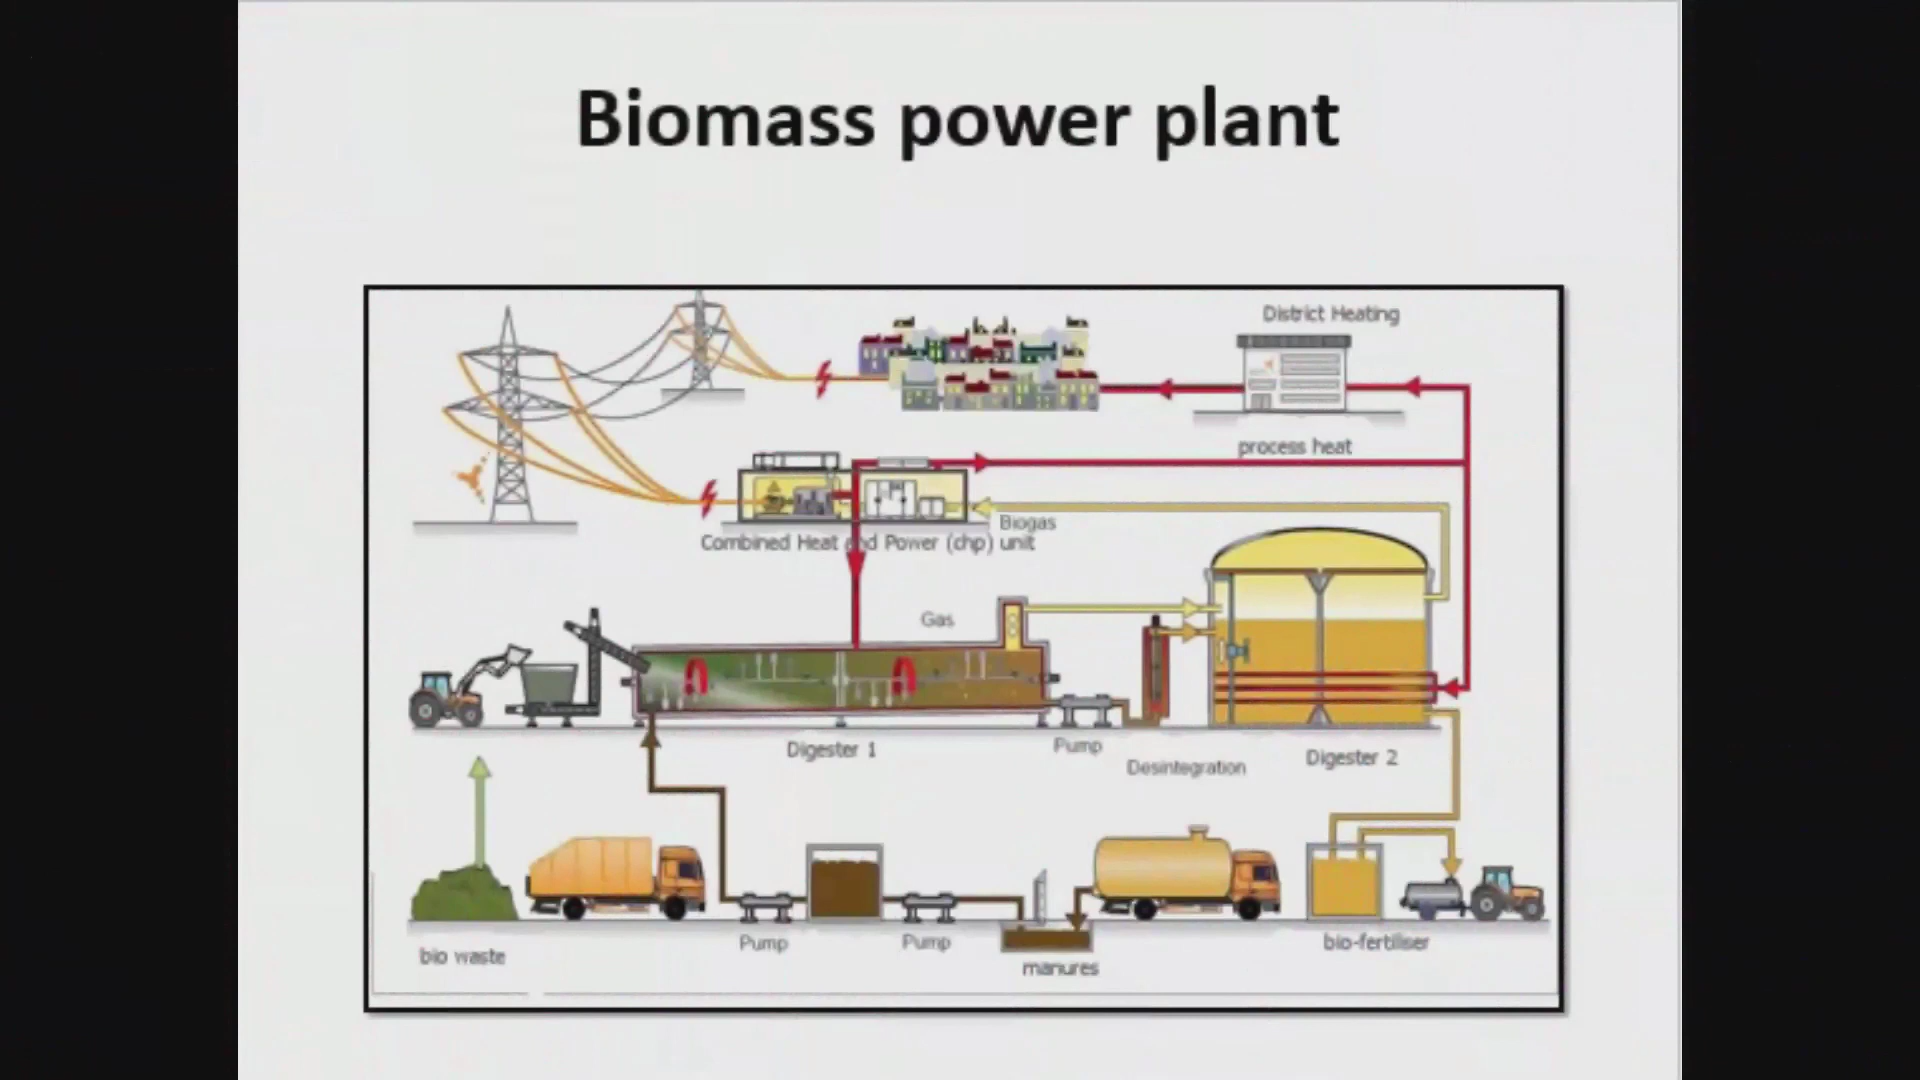 Biomass power plant
District Heating
process heat
Biogas
Combined Heat and Power (chp) unit
Gas
Digester 1
Pump
Desintegration
Digester 2
Pump
Pump
bio waste
manures
bio-fertiliser